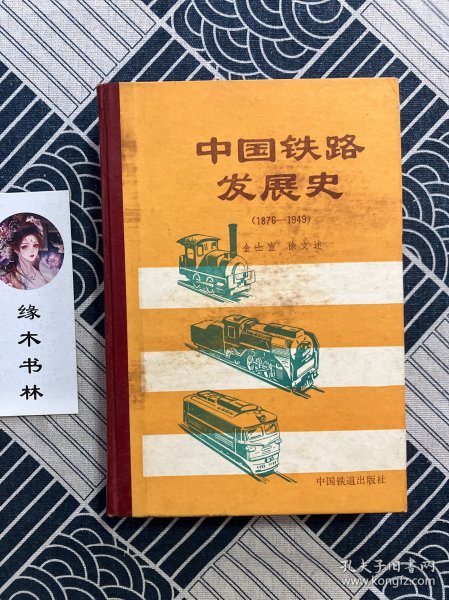 中国铁路
发展史
(1876—1949)
金士宣 徐文述
中国铁道出版社
缘木书林
孔夫子旧书网
www.kongfz.com